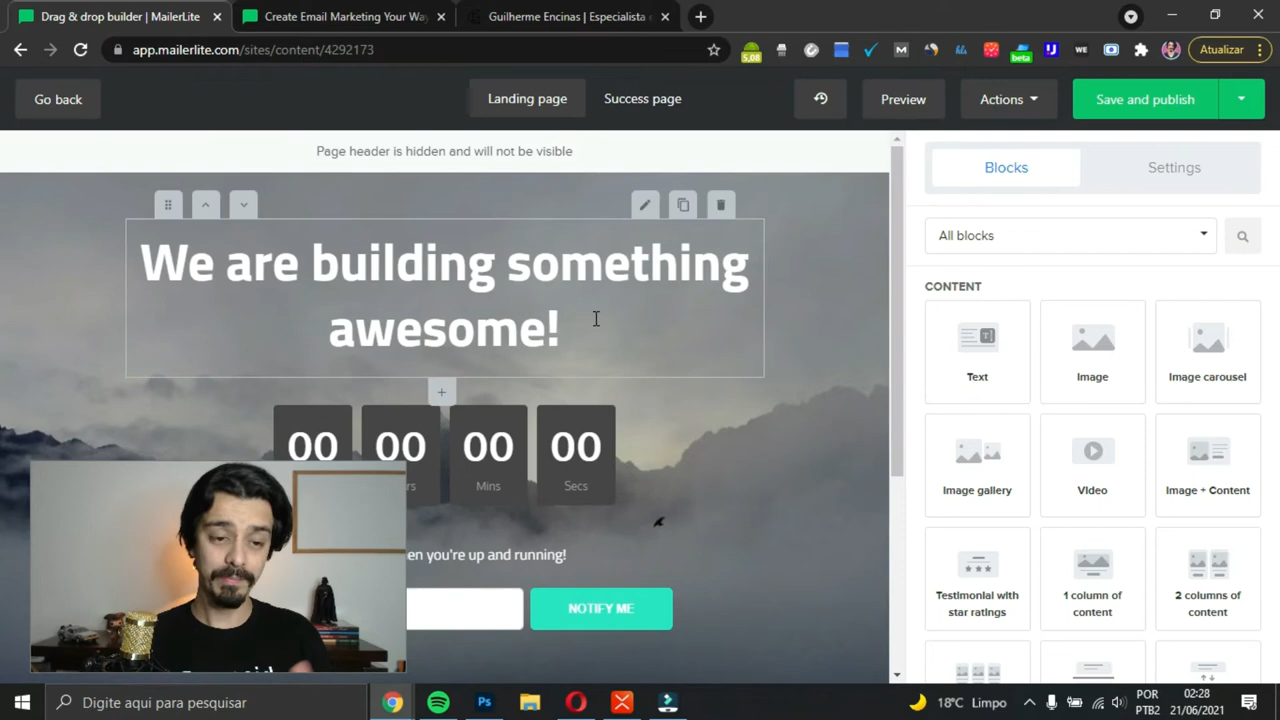 Drag & drop builder | MailerLite
Create Email Marketing Your Way
Guilherme Encinas | Especialista
app.mailerlite.com/sites/content/4292173
5.08
beta
WE
Atualizar
Go back
Landing page
Success page
Preview
Actions
Save and publish
Page header is hidden and will not be visible
Blocks
Settings
We are building something
awesome!
All blocks
CONTENT
Text
Image
Image carousel
00
00
00
00
Mins
Secs
Image gallery
Video
Image + Content
en you're up and running!
NOTIFY ME
Testimonial with
star ratings
1 column of
content
2 columns of
content
Digite aqui para pesquisar
18°C Limpo
POR
PTB2
02:28
21/06/2021